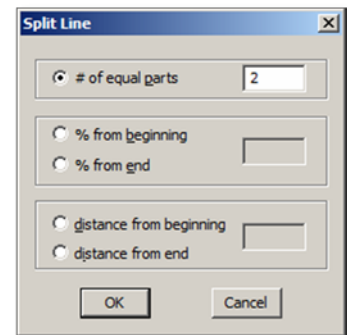 Split Line
# of equal parts 2
% from beginning
% from end
distance from beginning
distance from end
OK Cancel